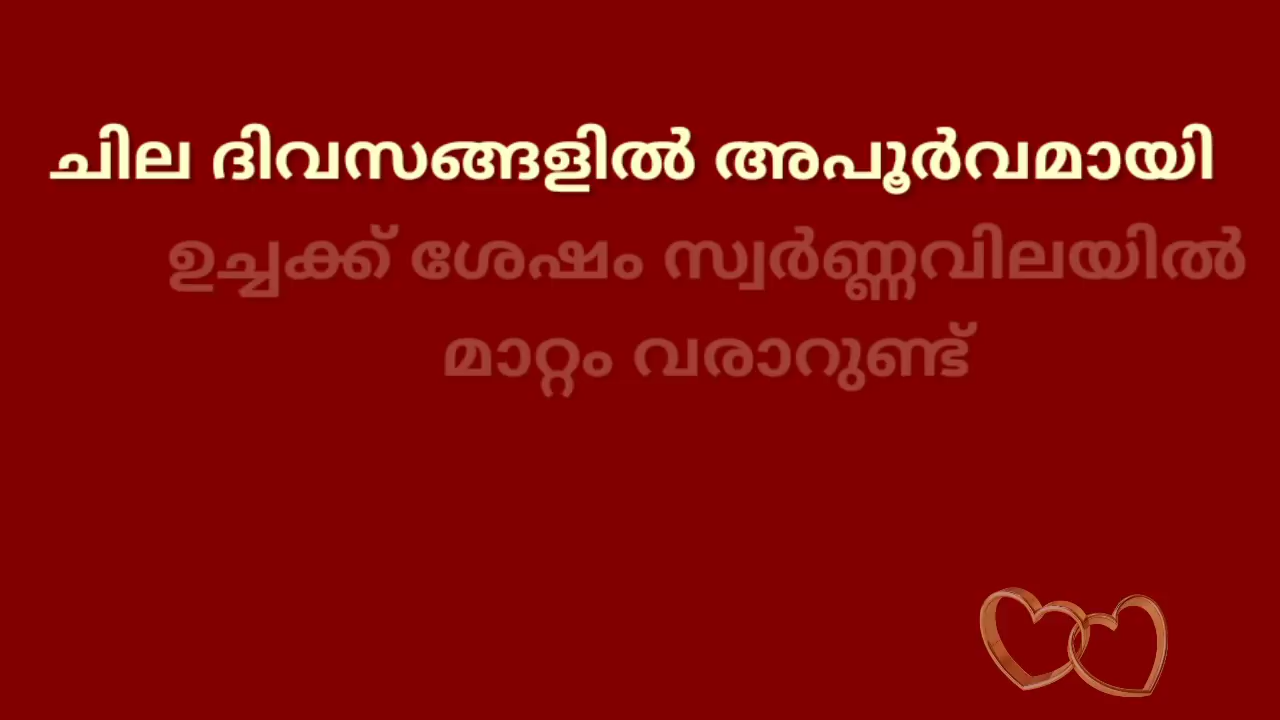 ചില ദിവസങ്ങളിൽ അപൂർവമായി
ഉച്ചക്ക് ശേഷം സ്വർണ്ണവിലയിൽ
മാറ്റം വരാറുണ്ട്